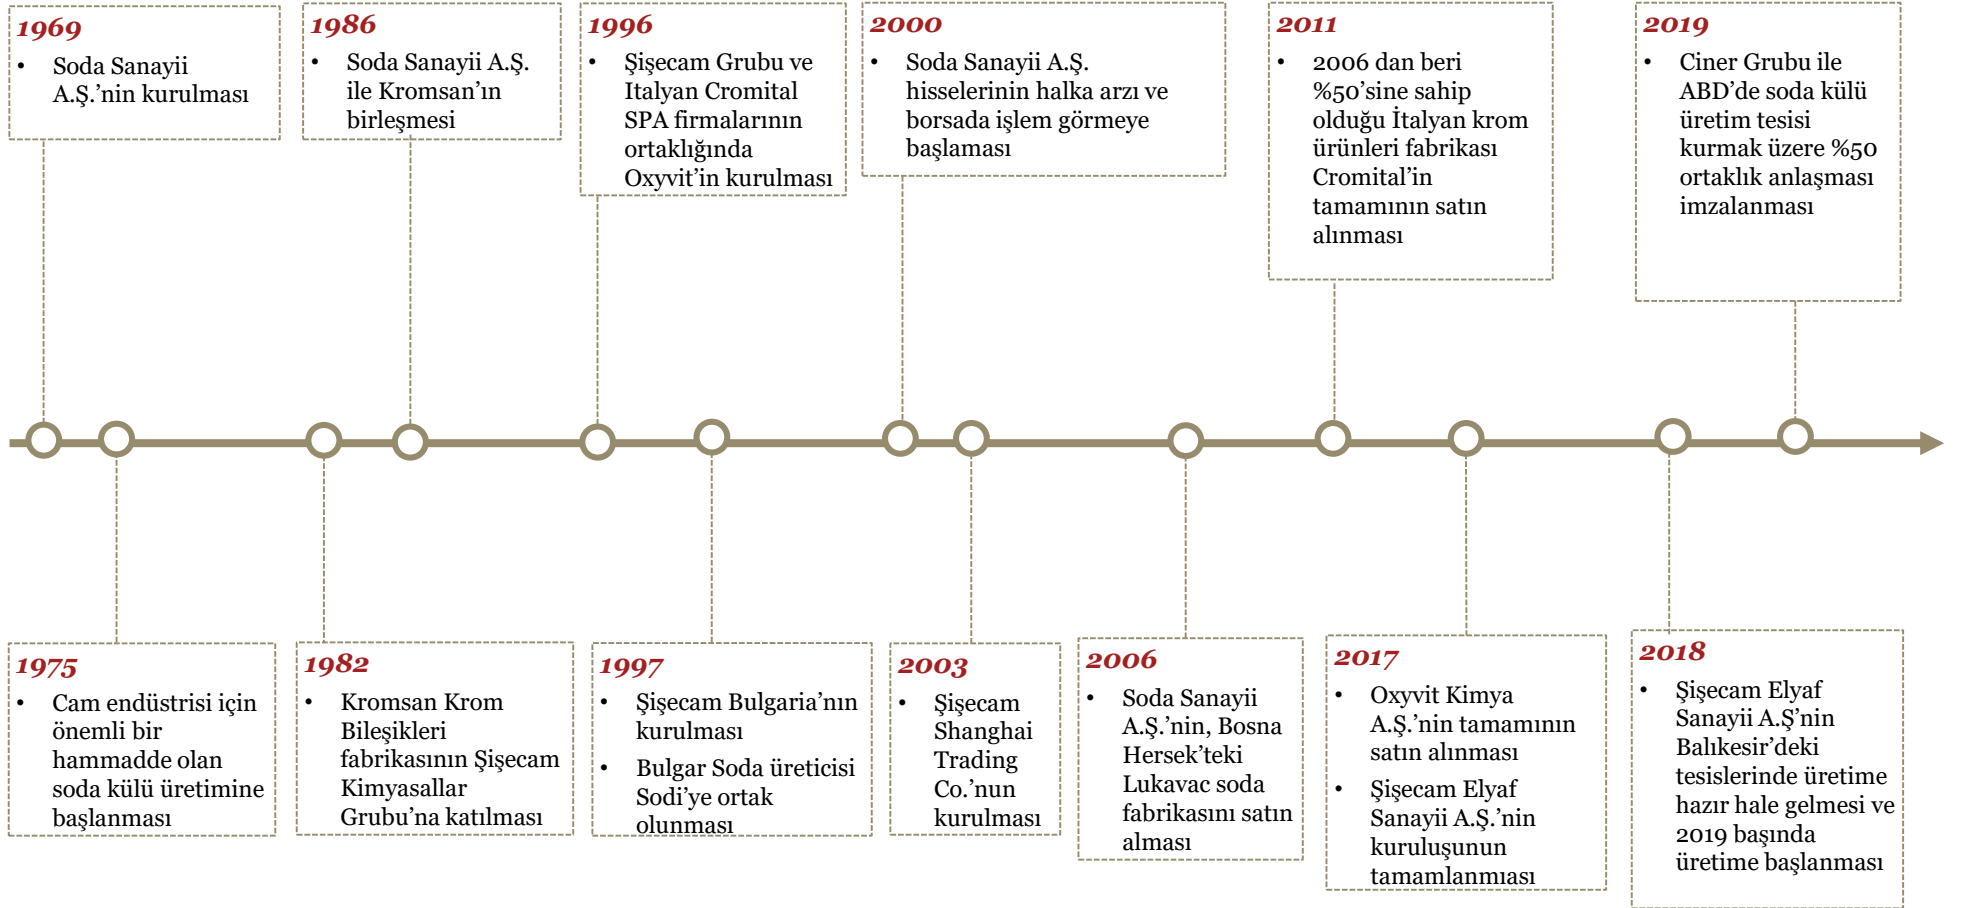 1969
• Soda Sanayii
A.Ş.’nin kurulması
1986
• Soda Sanayii A.Ş.
ile Kromsan’ın
birleşmesi
1996
• Şişecam Grubu ve
Italyan Cromital
SPA firmalarının
ortaklığında
Oxyvit’in kurulması
2000
• Soda Sanayii A.Ş.
hisselerinin halka arzı ve
borsada işlem görmeye
başlaması
2011
• 2006 dan beri
%50’sine sahip
olduğu İtalyan krom
ürünleri fabrikası
Cromital’in
tamamının satın
alınması
2019
• Ciner Grubu ile
ABD’de soda külü
üretim tesisi
kurmak üzere %50
ortaklık anlaşması
imzalanması
1975
• Cam endüstrisi için
önemli bir
hammadde olan
soda külü üretimine
başlanması
1982
• Kromsan Krom
Bileşikleri
fabrikasının Şişecam
Kimyasallar
Grubu’na katılması
1997
• Şişecam Bulgaria’nın
kurulması
• Bulgar Soda üreticisi
Sodi’ye ortak
olunması
2003
• Şişecam
Shanghai
Trading
Co.’nun
kurulması
2006
• Soda Sanayii
A.Ş.’nin, Bosna
Hersek’teki
Lukavac soda
fabrikasını satın
alması
2017
• Oxyvit Kimya
A.Ş.’nin tamamının
satın alınması
• Şişecam Elyaf
Sanayii A.Ş.’nin
kuruluşunun
tamamlanmıası
2018
• Şişecam Elyaf
Sanayii A.Ş’nin
Balıkesir’deki
tesislerinde üretime
hazır hale gelmesi ve
2019 başında
üretime başlanması